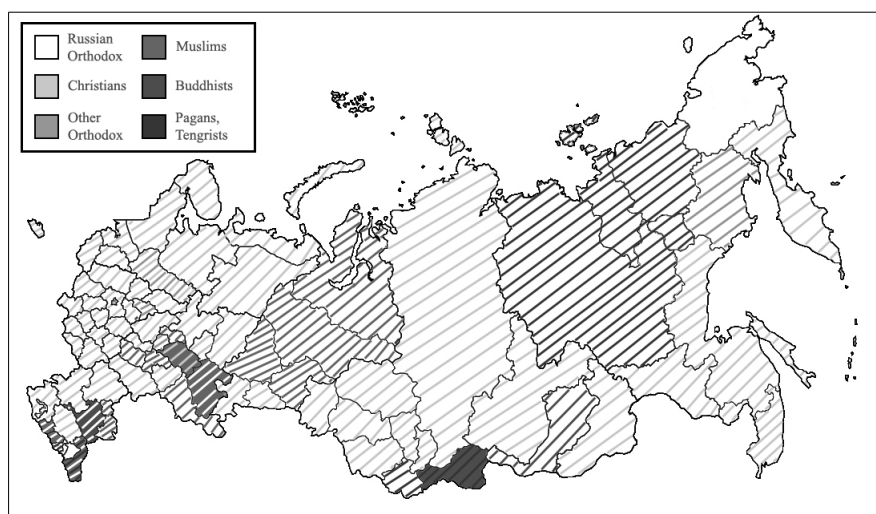 Russian
Orthodox
Muslims
Christians
Buddhists
Other
Orthodox
Pagans,
Tengrists